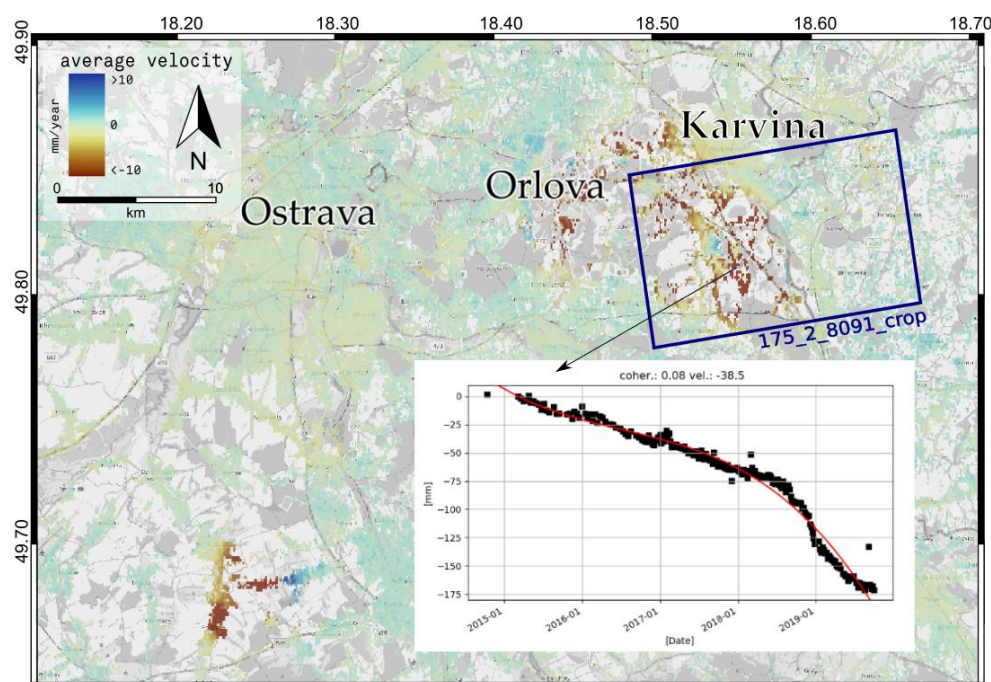 18.20 18.30 18.40 18.50 18.60 18.70
49.90
49.80
49.70
average velocity
>10
0
<-10
mm/year
N
0 10
km
Ostrava
Orlova
Karvina
175_2_8091_crop
coher.: 0.08 vel.: -38.5
0
−25
−50
−75
−100
−125
−150
−175
[mm]
2015-01 2016-01 2017-01 2018-01 2019-01
[Date]